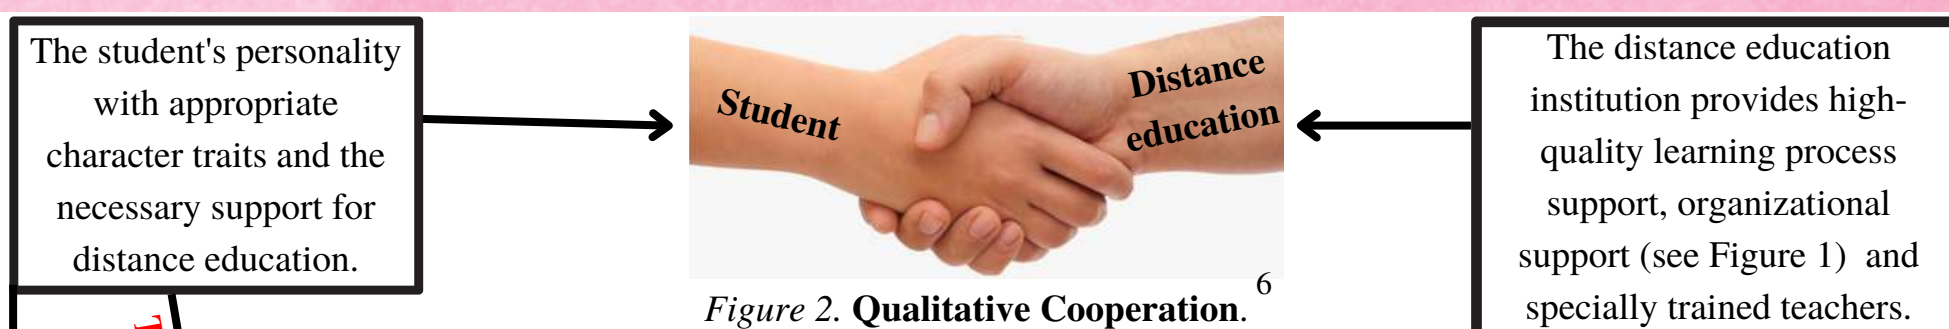 The student's personality
with appropriate
character traits and the
necessary support for
distance education.
Student
Distance
education
6
Figure 2. Qualitative Cooperation.
The distance education
institution provides high-
quality learning process
support, organizational
support (see Figure 1) and
specially trained teachers.